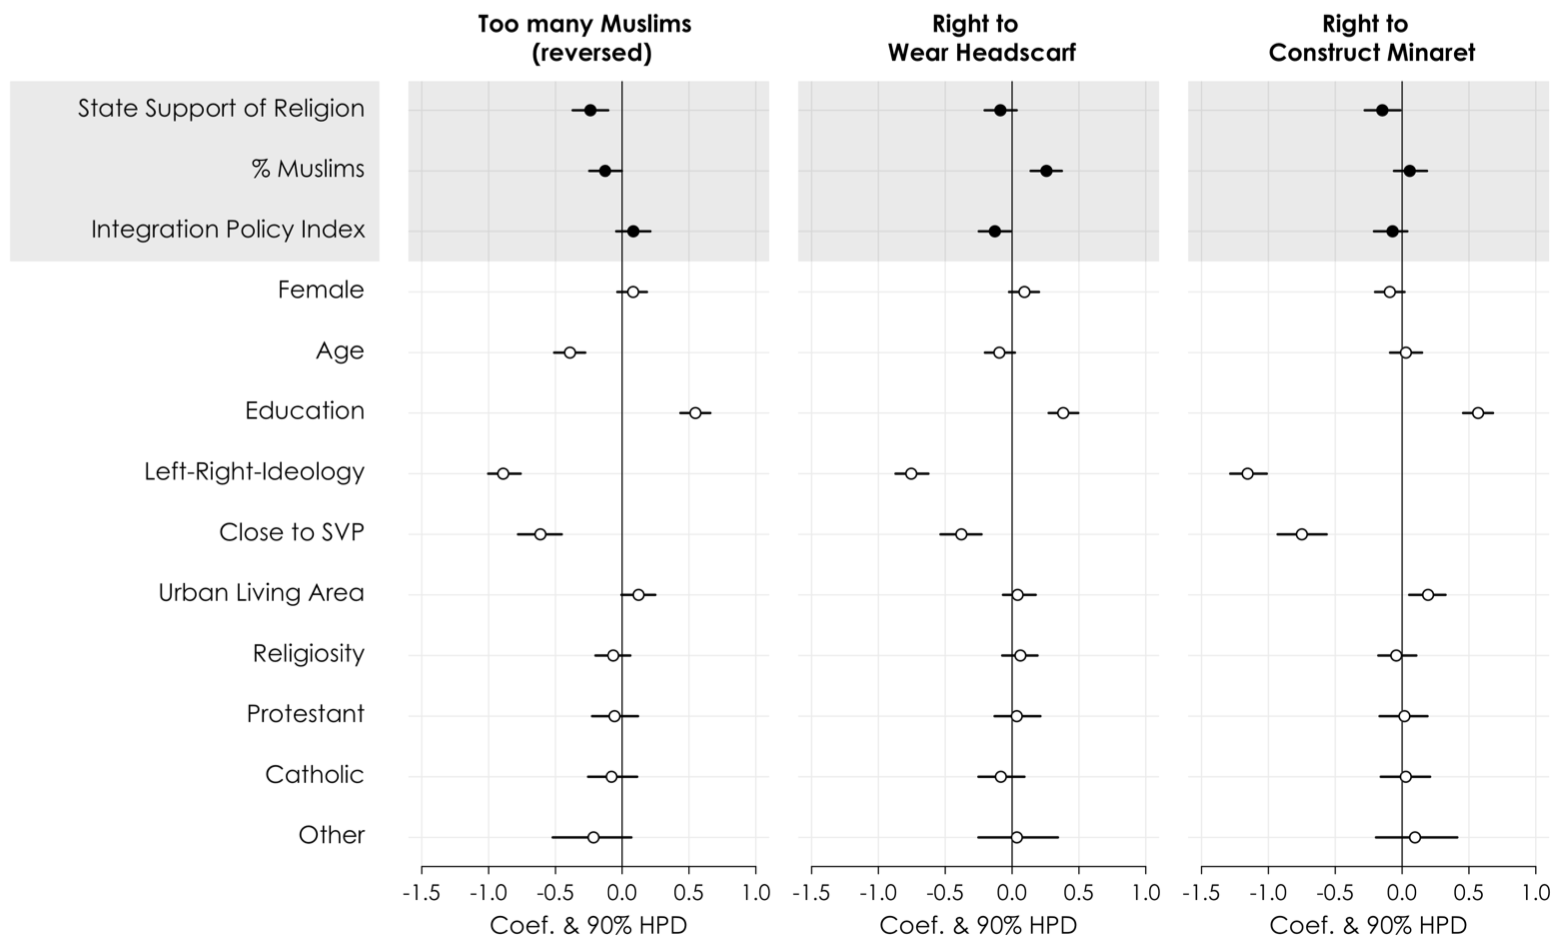 Too many Muslims
(reversed)
Right to
Wear Headscarf
Right to
Construct Minaret
State Support of Religion
% Muslims
Integration Policy Index
Female
Age
Education
Left-Right-Ideology
Close to SVP
Urban Living Area
Religiosity
Protestant
Catholic
Other
-1.5 -1.0 -0.5 0.0 0.5 1.0
-1.5 -1.0 -0.5 0.0 0.5 1.0
-1.5 -1.0 -0.5 0.0 0.5 1.0
Coef. & 90% HPD
Coef. & 90% HPD
Coef. & 90% HPD